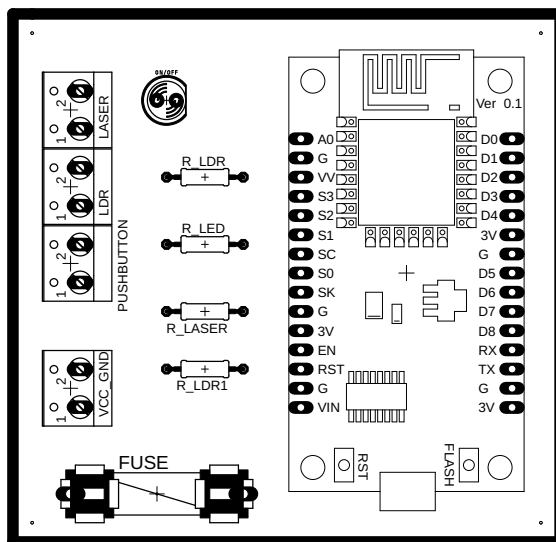 ON/OFF
2
1
LASER
2
1
LDR
2
1
PUSHBUTTON
2
1
VCC_GND
R_LDR
R_LED
R_LASER
R_LDR1
FUSE
Ver 0.1
A0
G
VV
S3
S2
S1
SC
S0
SK
G
3V
EN
RST
G
VIN
D0
D1
D2
D3
D4
3V
G
D5
D6
D7
D8
RX
TX
G
3V
RST
FLASH